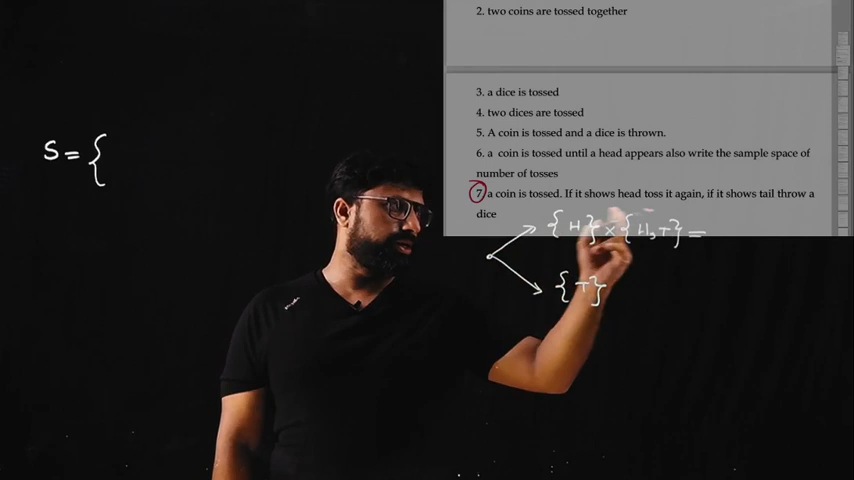 2. two coins are tossed together
3. a dice is tossed
4. two dices are tossed
5. A coin is tossed and a dice is thrown.
6. a coin is tossed until a head appears also write the sample space of
number of tosses
7. a coin is tossed. If it shows head toss it again, if it shows tail throw a
dice
S = {
{H} × {H, T} =
{T}